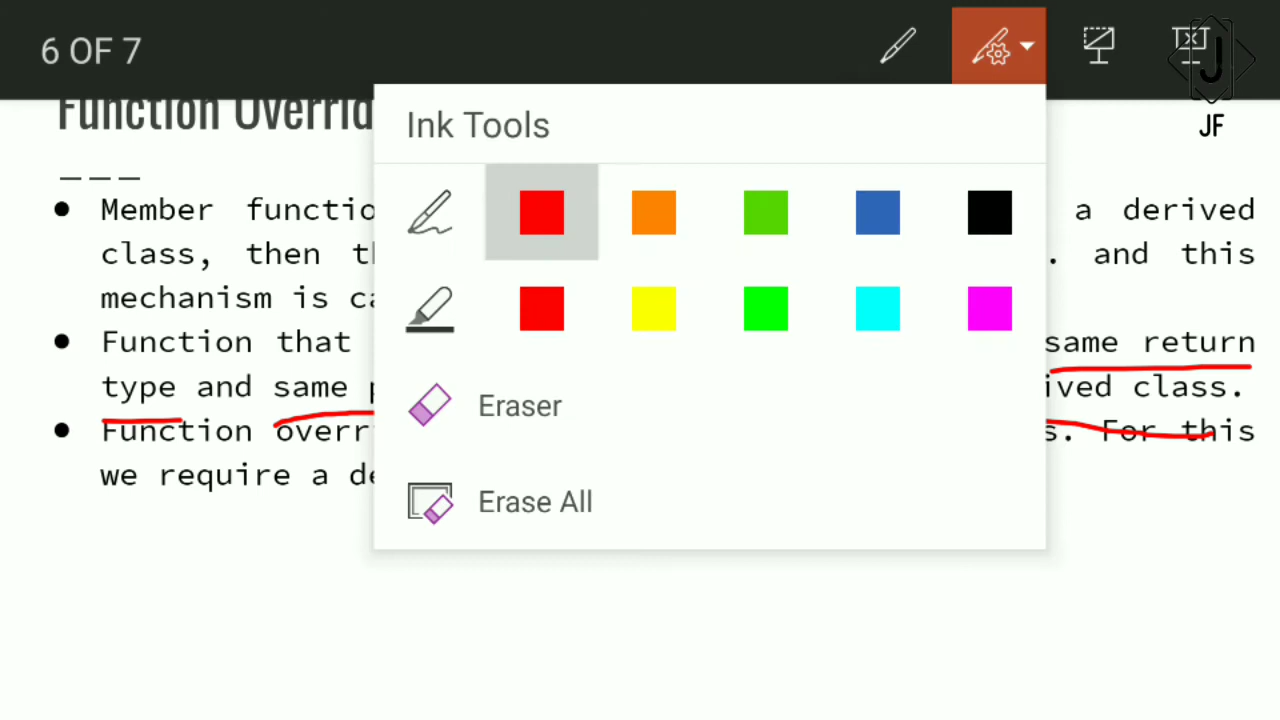 6 OF 7
J
JF
Function Overrid
Ink Tools
Member functio a derived
class, then th . and this
mechanism is ca
Function that same return
type and same ived class.
Function overr s. For this
we require a de
Eraser
Erase All